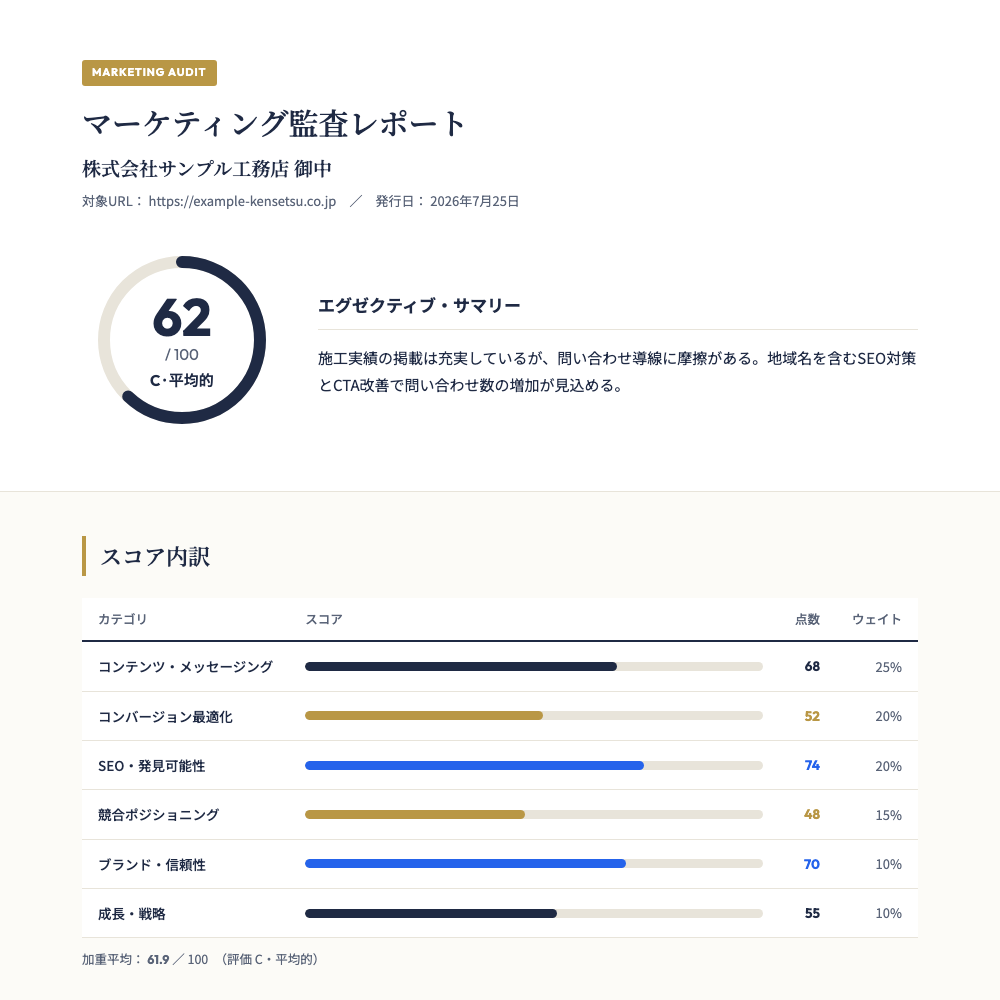 MARKETING AUDIT
マーケティング監査レポート
株式会社サンプル工務店 御中
対象URL： https://example-kensetsu.co.jp ／ 発行日： 2026年7月25日
62
/ 100
C・平均的
エグゼクティブ・サマリー
施工実績の掲載は充実しているが、問い合わせ導線に摩擦がある。地域名を含むSEO対策
とCTA改善で問い合わせ数の増加が見込める。
スコア内訳
カテゴリ スコア 点数 ウェイト
コンテンツ・メッセージング 68 25%
コンバージョン最適化 52 20%
SEO・発見可能性 74 20%
競合ポジショニング 48 15%
ブランド・信頼性 70 10%
成長・戦略 55 10%
加重平均： 61.9 ／ 100 （評価 C・平均的）